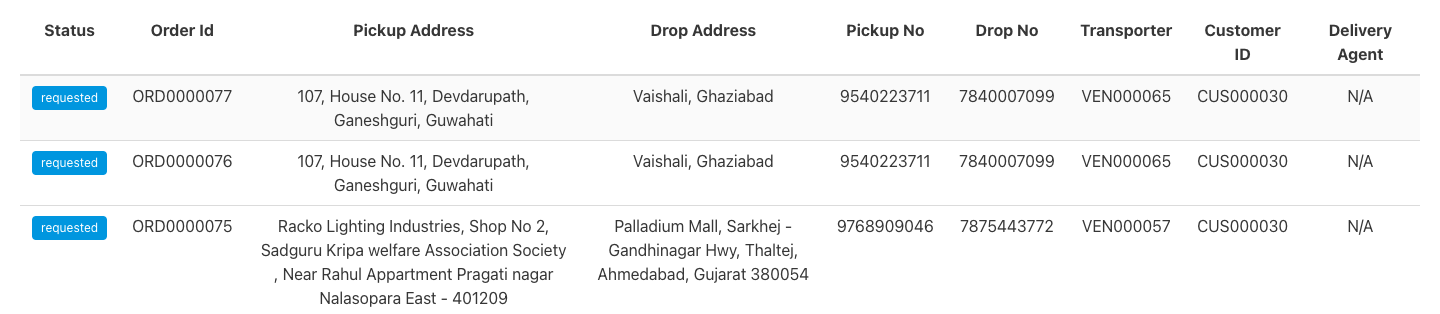 Status Order Id Pickup Address Drop Address Pickup No Drop No Transporter Customer ID Delivery Agent
requested ORD0000077 107, House No. 11, Devdarupath, Vaishali, Ghaziabad 9540223711 7840007099 VEN000065 CUS000030 N/A
Ganeshguri, Guwahati
requested ORD0000076 107, House No. 11, Devdarupath, Vaishali, Ghaziabad 9540223711 7840007099 VEN000065 CUS000030 N/A
Ganeshguri, Guwahati
requested ORD0000075 Racko Lighting Industries, Shop No 2, Palladium Mall, Sarkhej - 9768909046 7875443772 VEN000057 CUS000030 N/A
Sadguru Kripa welfare Association Society Gandhinagar Hwy, Thaltej,
, Near Rahul Appartment Pragati nagar Ahmedabad, Gujarat 380054
Nalasopara East - 401209